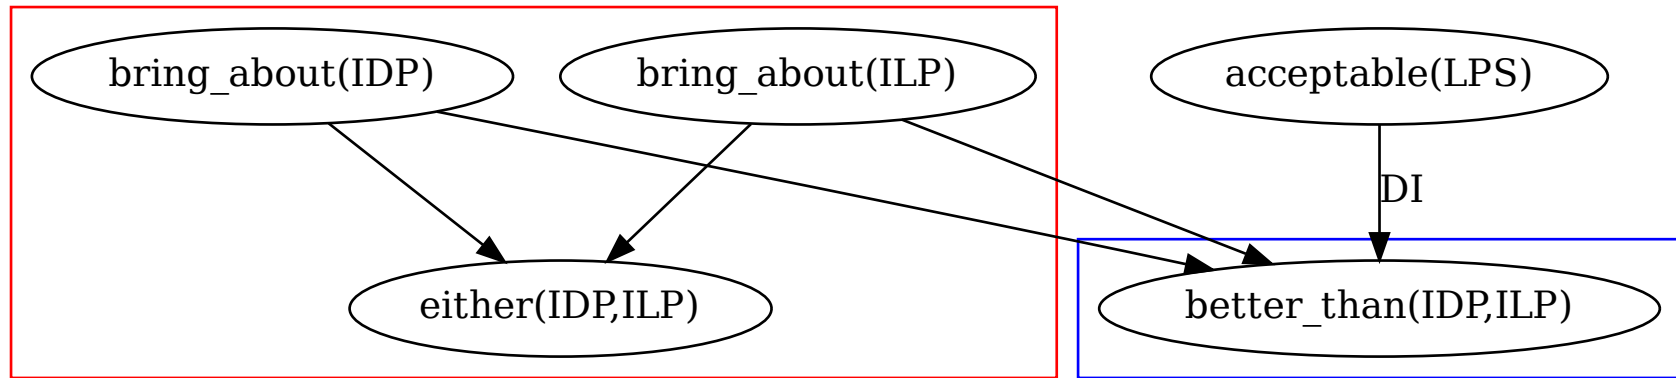 bring_about(IDP)
bring_about(ILP)
acceptable(LPS)
DI
either(IDP,ILP)
better_than(IDP,ILP)